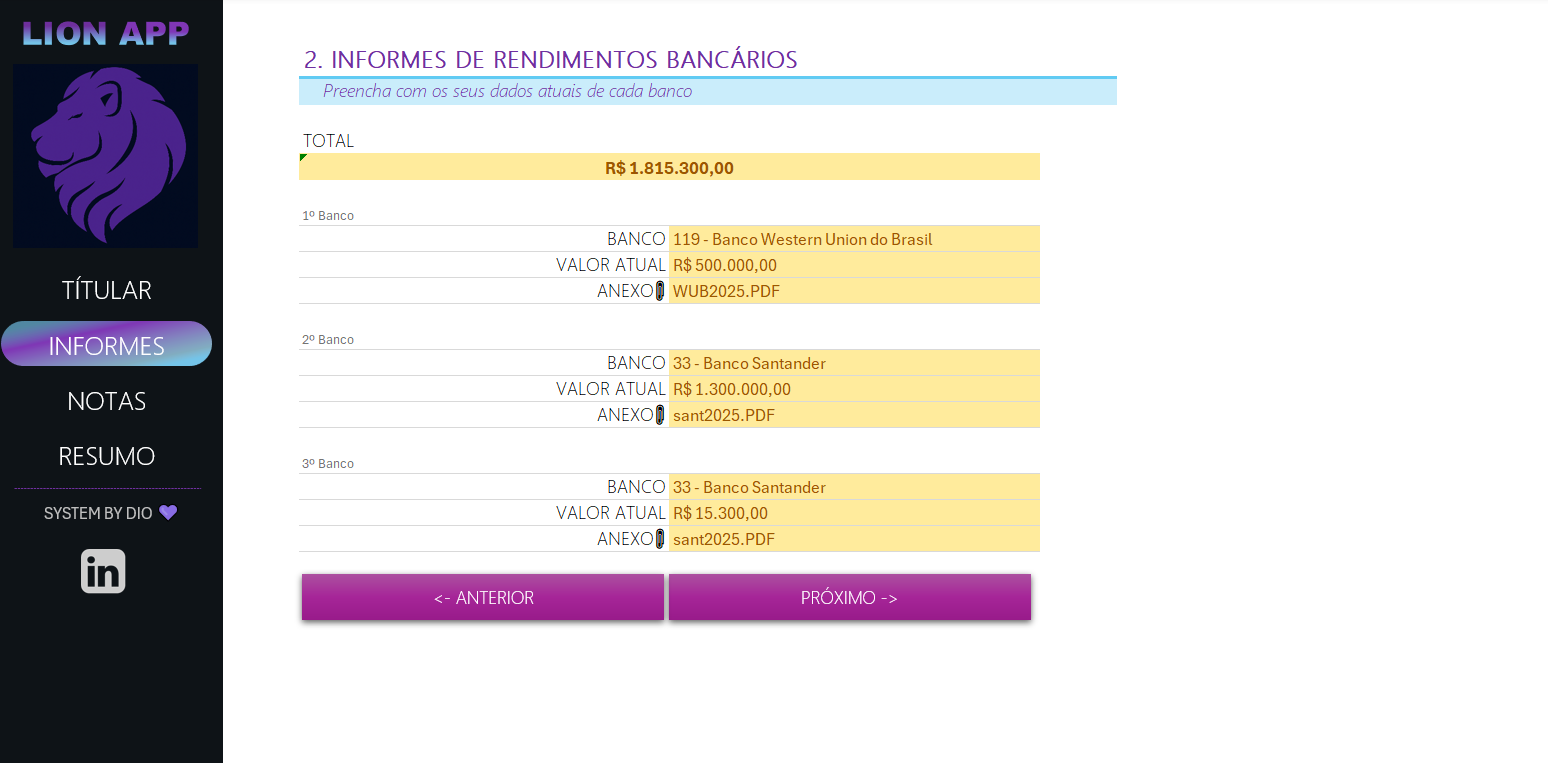 LION APP
TÍTULAR
INFORMES
NOTAS
RESUMO
SYSTEM BY DIO 💜
in
2. INFORMES DE RENDIMENTOS BANCÁRIOS
Preencha com os seus dados atuais de cada banco
TOTAL
R$ 1.815.300,00
1º Banco
BANCO 119 - Banco Western Union do Brasil
VALOR ATUAL R$ 500.000,00
ANEXO WUB2025.PDF
2º Banco
BANCO 33 - Banco Santander
VALOR ATUAL R$ 1.300.000,00
ANEXO sant2025.PDF
3º Banco
BANCO 33 - Banco Santander
VALOR ATUAL R$ 15.300,00
ANEXO sant2025.PDF
<- ANTERIOR PRÓXIMO ->